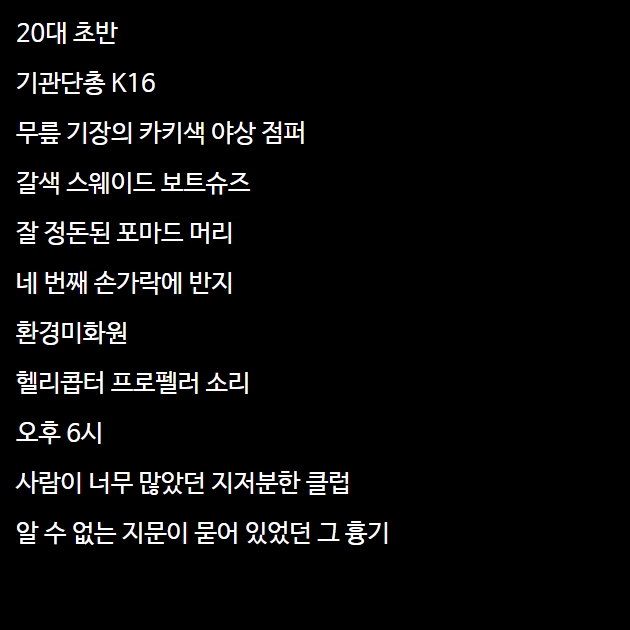 20대 초반
기관단총 K16
무릎 기장의 카키색 야상 점퍼
갈색 스웨이드 보트슈즈
잘 정돈된 포마드 머리
네 번째 손가락에 반지
환경미화원
헬리콥터 프로펠러 소리
오후 6시
사람이 너무 많았던 지저분한 클럽
알 수 없는 지문이 묻어 있었던 그 흉기